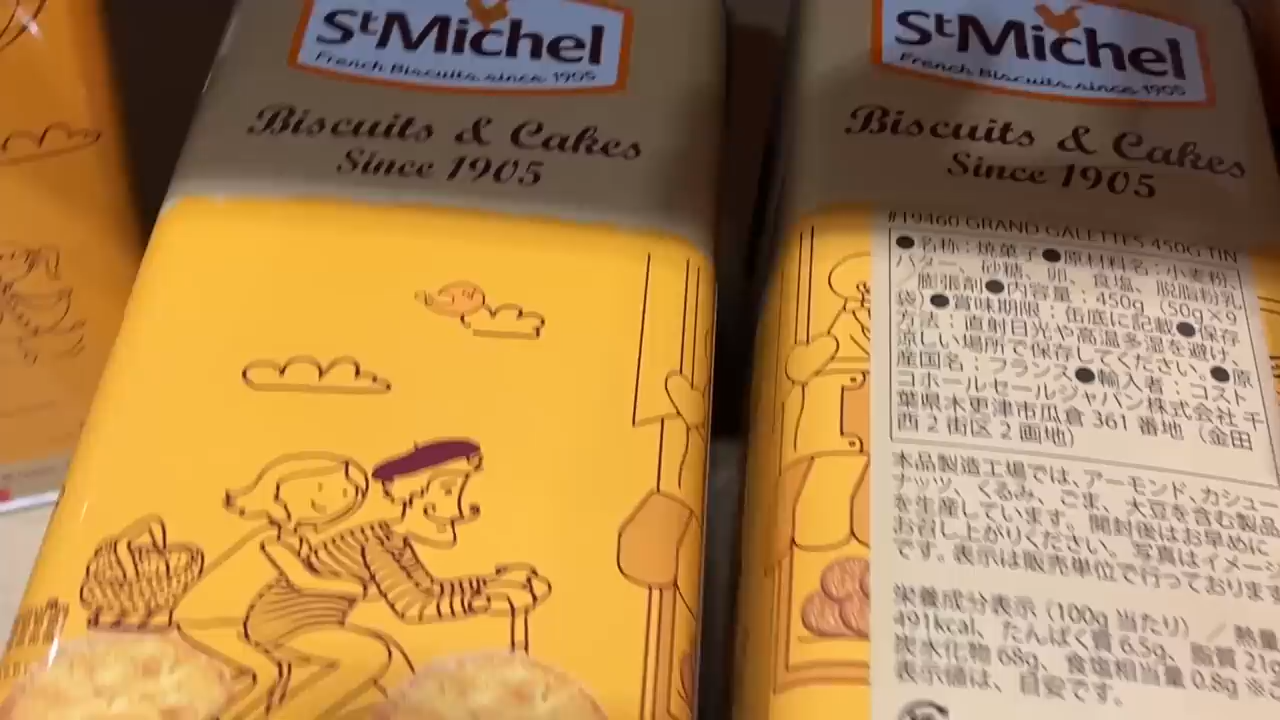 StMichel
French Biscuits since 1905
Biscuits & Cakes
Since 1905
StMichel
French Biscuits since 1905
Biscuits & Cakes
Since 1905
#19460 GRAND GALETTES 450G TIN
●名称：焼菓子●原材料名：小麦粉、
バター、砂糖、卵、食塩、脱脂粉乳
／膨張剤●内容量：450g（50g×9
袋）●賞味期限：缶底に記載●保存
方法：直射日光や高温多湿を避け、
涼しい場所で保存してください。●原
産国名：フランス●輸入者：コスト
コホールセールジャパン株式会社 千
葉県木更津市瓜倉 361 番地（金田
西 2 街区 2 画地）
本品製造工場では、アーモンド、カシュー
ナッツ、くるみ、ごま、大豆を含む製品
を生産しています。開封後はお早めに
お召し上がりください。写真はイメージ
です。表示は販売単位で行っております
栄養成分表示（100g 当たり）／熱量
491kcal、たんぱく質 6.5g、脂質 21g
炭水化物 68g、食塩相当量 0.8g ※こ
表示値は、目安です。